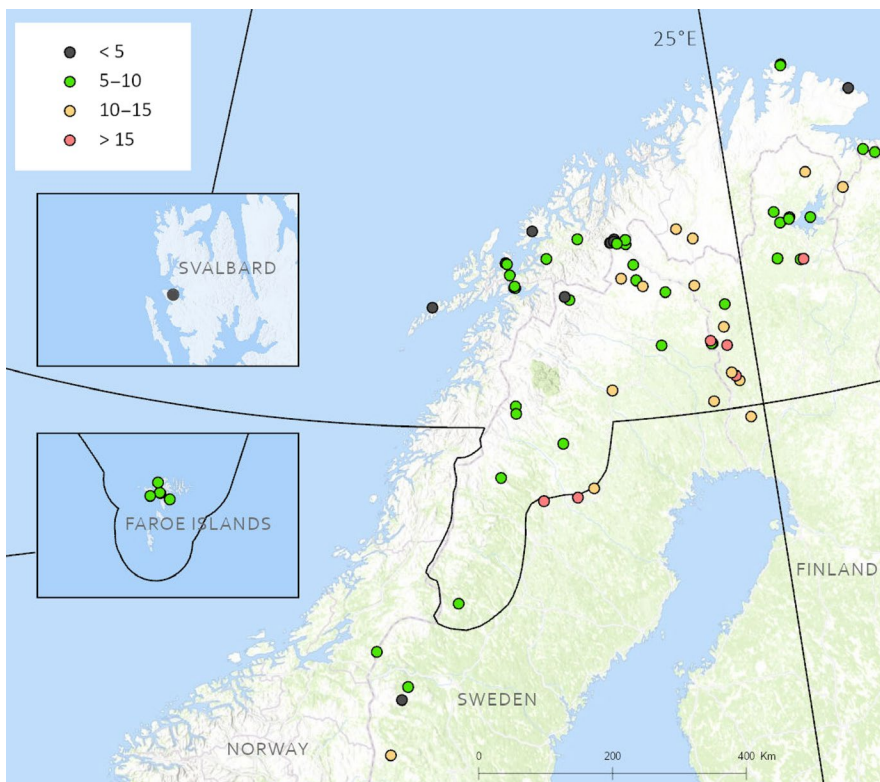 25°E
< 5
5–10
10–15
> 15
SVALBARD
FAROE ISLANDS
FINLAND
SWEDEN
NORWAY
0 200 400 Km